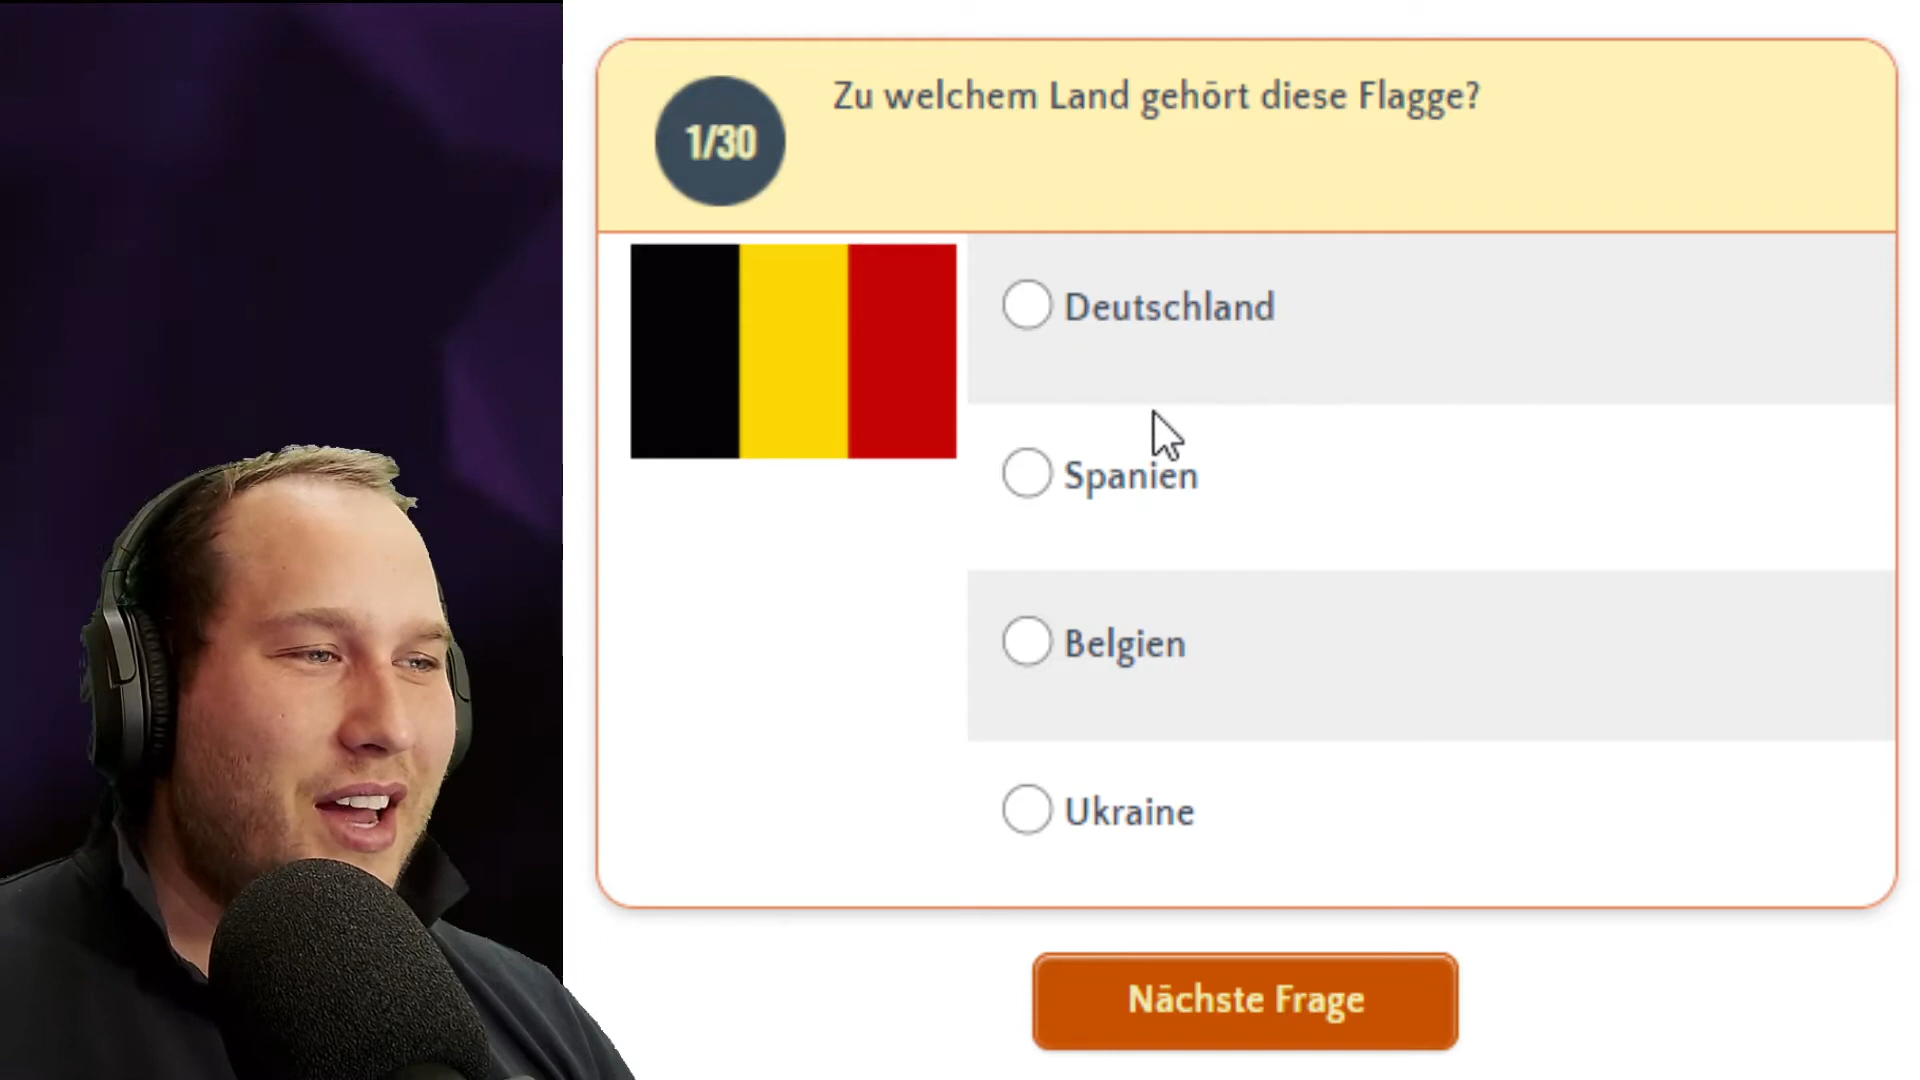 1/30
Zu welchem Land gehört diese Flagge?
Deutschland
Spanien
Belgien
Ukraine
Nächste Frage